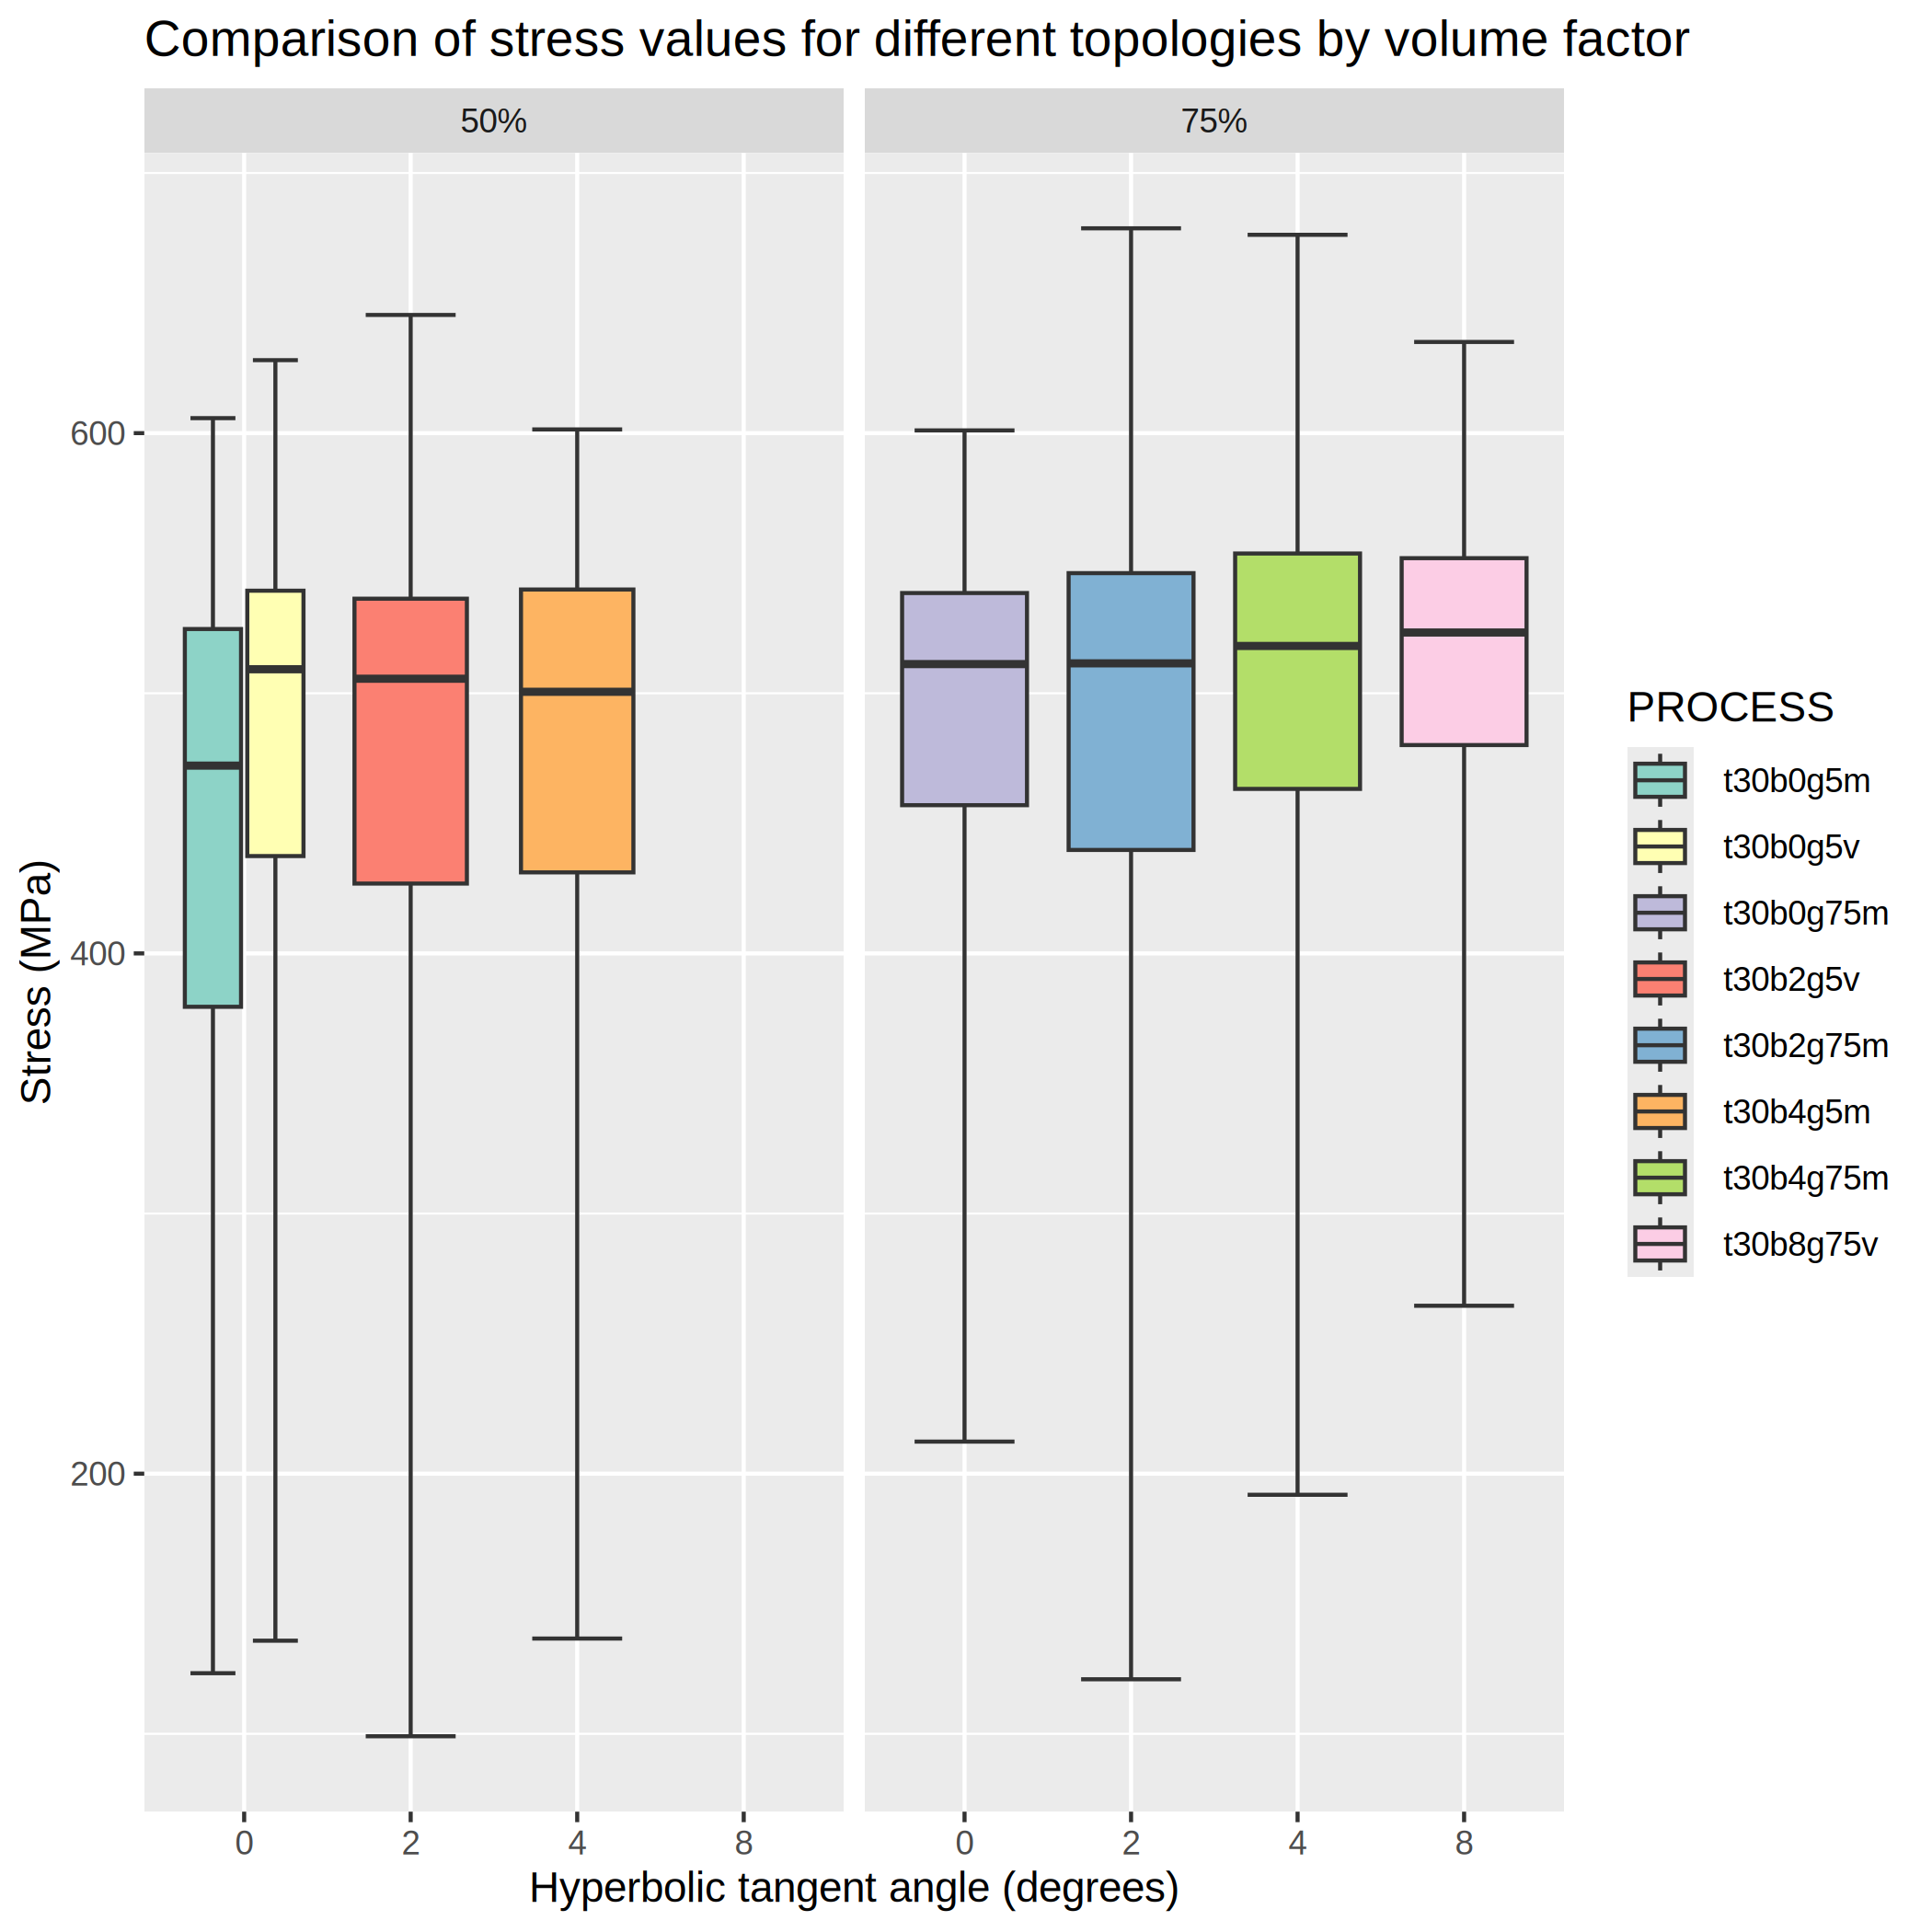 Comparison of stress values for different topologies by volume factor
50%
75%
600
400
200
Stress (MPa)
0
2
4
8
0
2
4
8
Hyperbolic tangent angle (degrees)
PROCESS
t30b0g5m
t30b0g5v
t30b0g75m
t30b2g5v
t30b2g75m
t30b4g5m
t30b4g75m
t30b8g75v